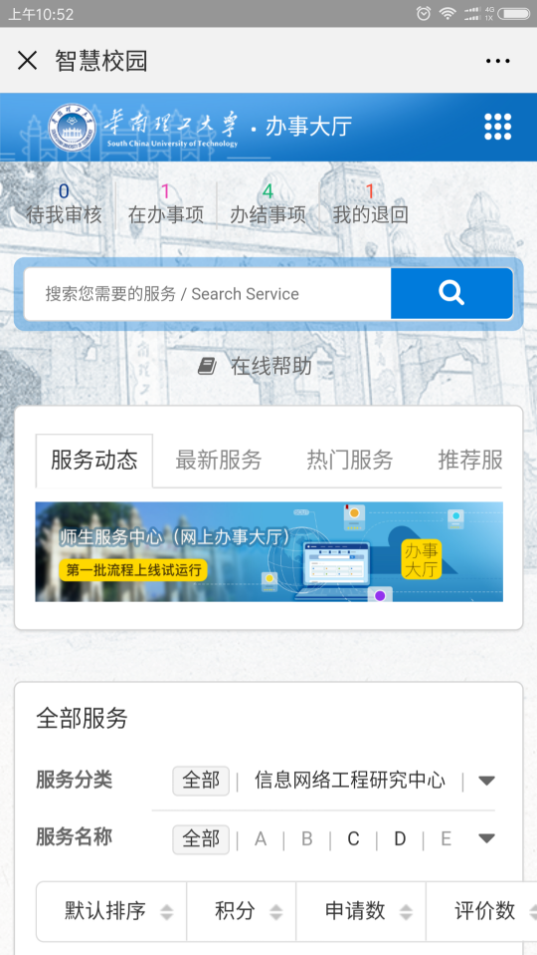 上午10:52
4G
1X
智慧校园
華南理工大学 · 办事大厅
South China University of Technology
0 1 4 1
待我审核 在办事项 办结事项 我的退回
搜索您需要的服务 / Search Service
在线帮助
服务动态 最新服务 热门服务 推荐服
师生服务中心（网上办事大厅）
第一批流程上线试运行
办事
大厅
全部服务
服务分类 全部 | 信息网络工程研究中心 |
服务名称 全部 | A | B | C | D | E
默认排序 积分 申请数 评价数